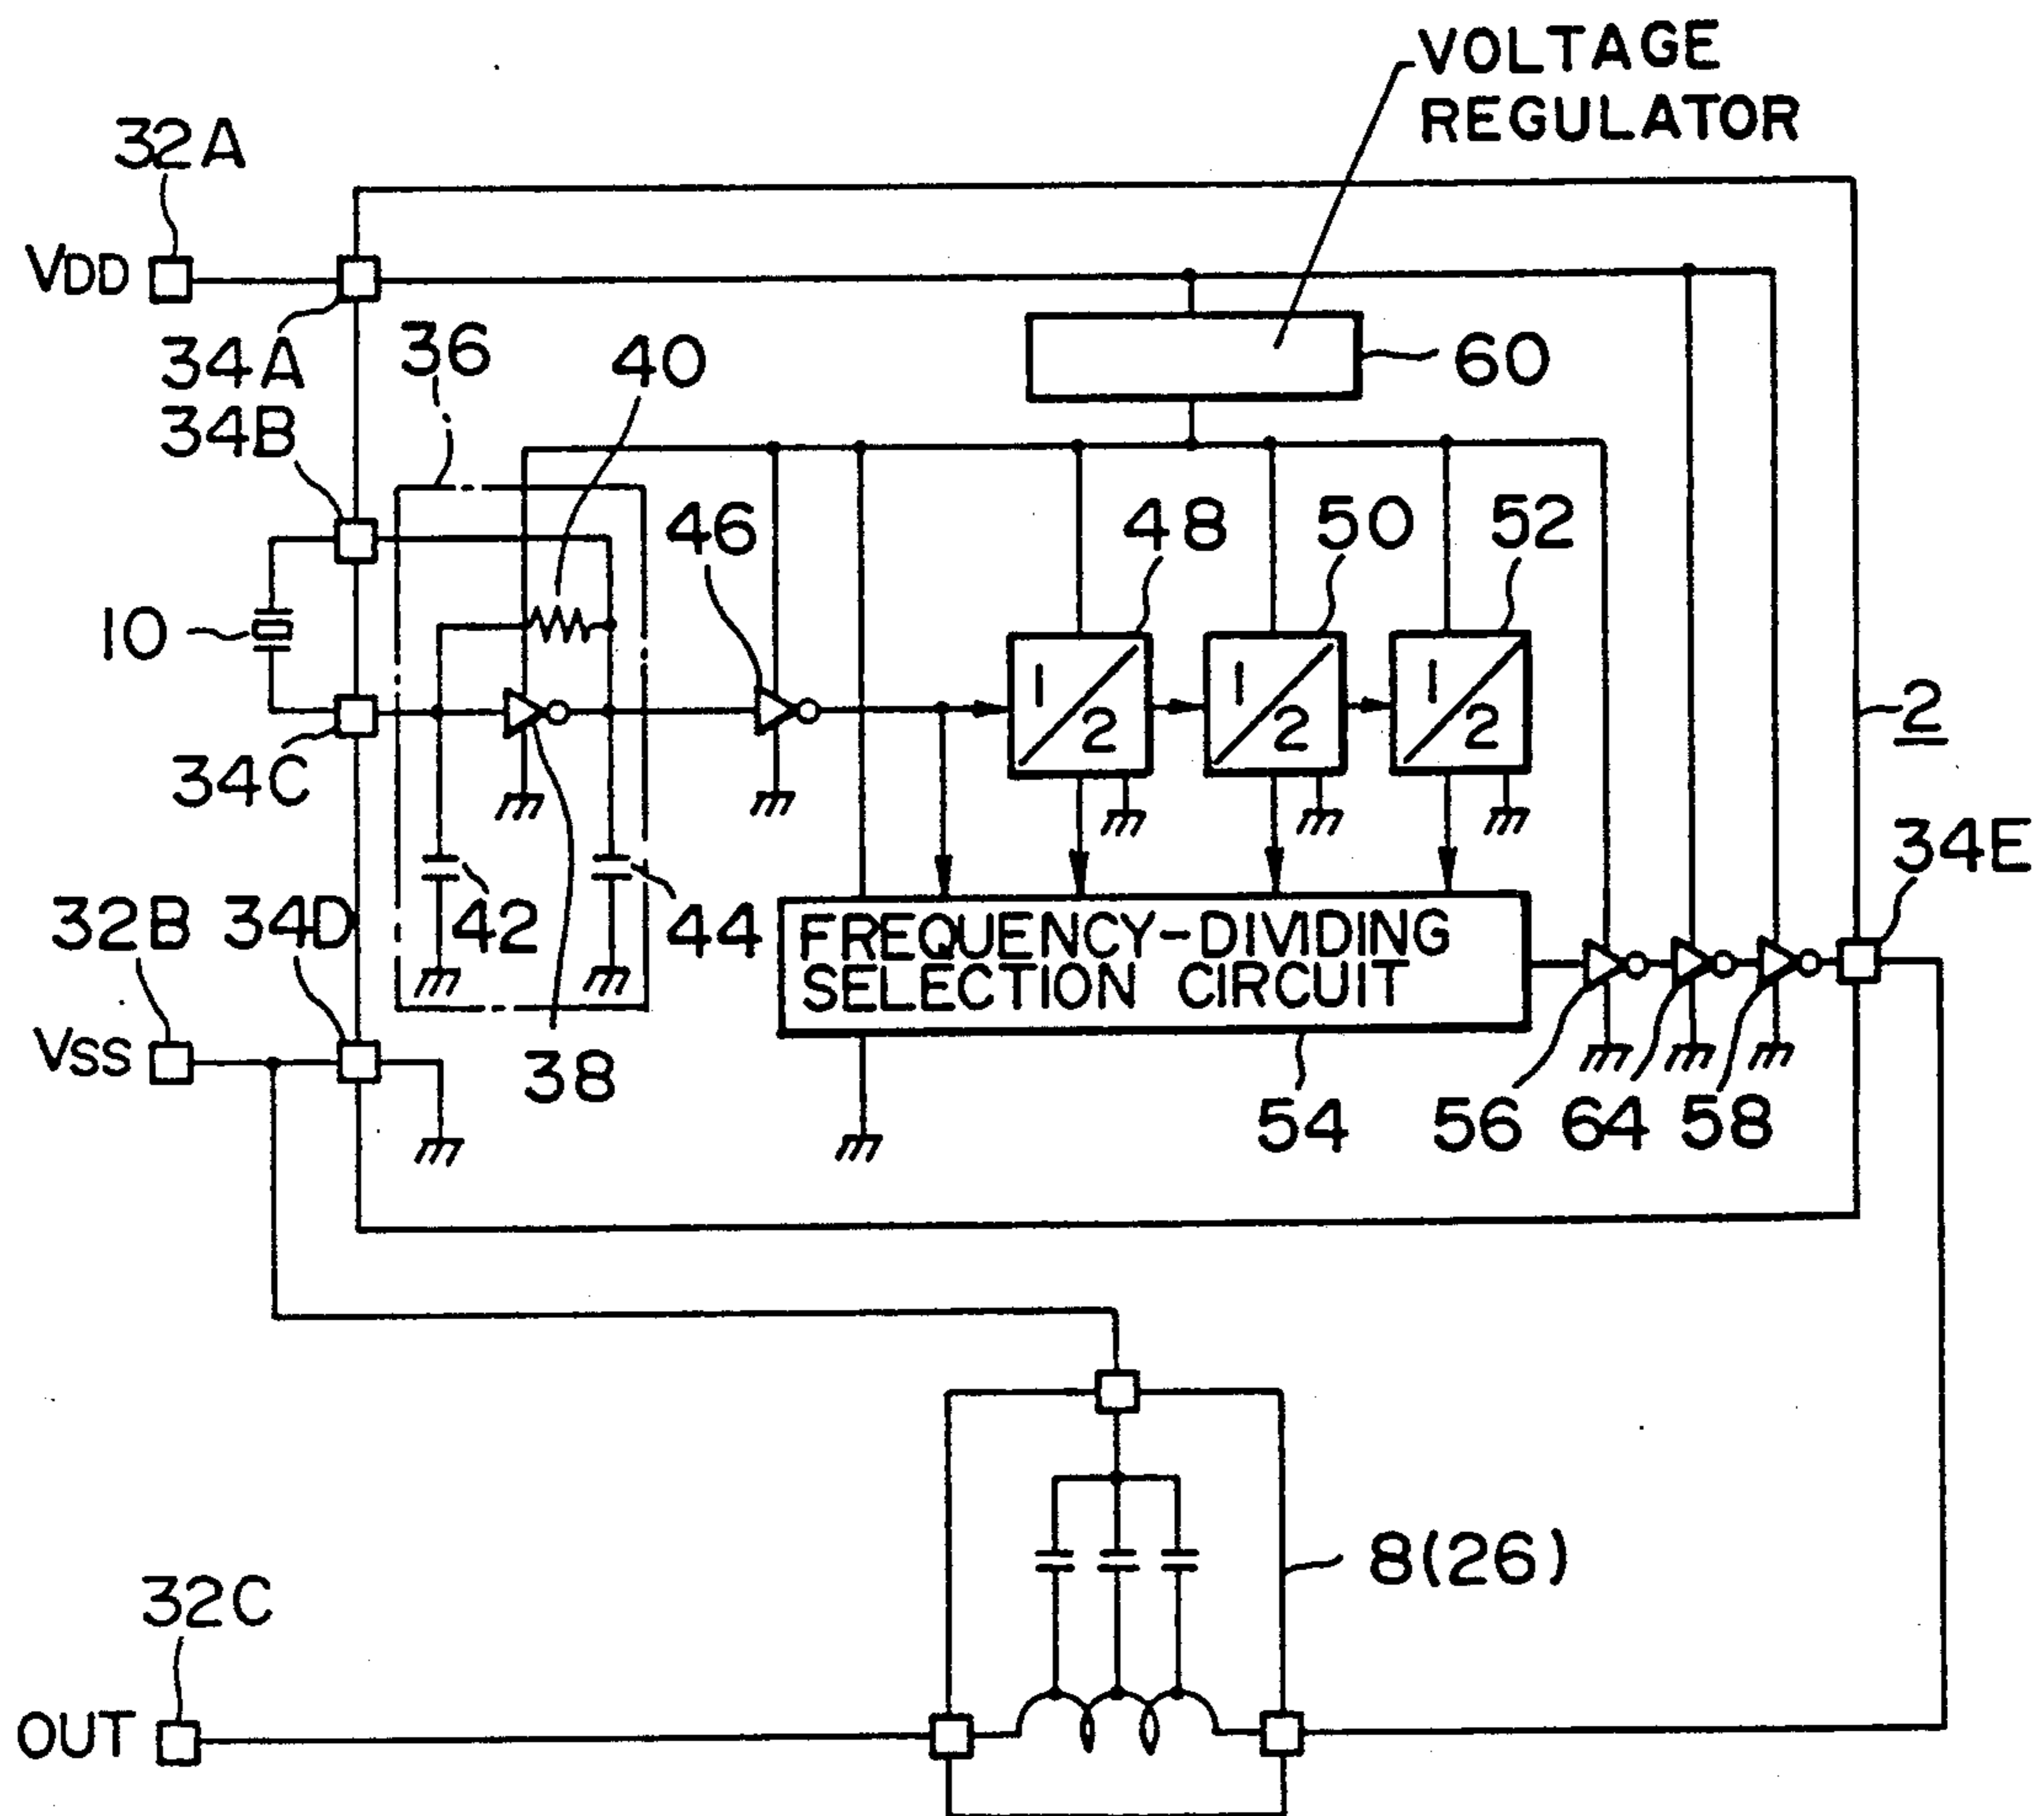 VOLTAGE
REGULATOR
32A
VDD
34A
36
40
60
34B
46
48
50
52
10
1/2
1/2
1/2
2
34C
34E
32B
34D
42
44
FREQUENCY-DIVIDING
SELECTION CIRCUIT
VSS
38
54
56
64
58
8(26)
32C
OUT